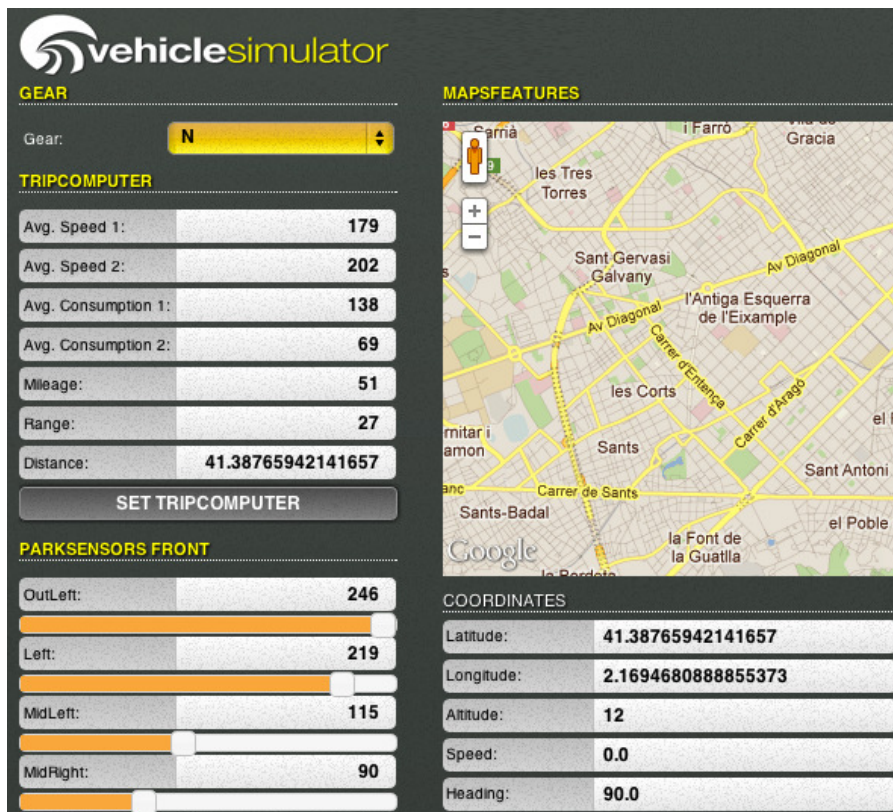 vehiclesimulator
GEAR
Gear: N
TRIPCOMPUTER
Avg. Speed 1: 179
Avg. Speed 2: 202
Avg. Consumption 1: 138
Avg. Consumption 2: 69
Mileage: 51
Range: 27
Distance: 41.38765942141657
SET TRIPCOMPUTER
PARKSENSORS FRONT
OutLeft: 246
Left: 219
MidLeft: 115
MidRight: 90
MAPSFEATURES
Sarrià
i Farró
Gracia
9
les Tres
Torres
+
−
Sant Gervasi
Galvany
Av Diagonal
l'Antiga Esquerra
de l'Eixample
Av Diagonal
Carrer d'Entença
les Corts
Carrer d'Aragó
Sants
Sant Antoni
Carrer de Sants
Sants-Badal
el Poble
la Font de
la Guatlla
Google
COORDINATES
Latitude: 41.38765942141657
Longitude: 2.1694680888855373
Altitude: 12
Speed: 0.0
Heading: 90.0